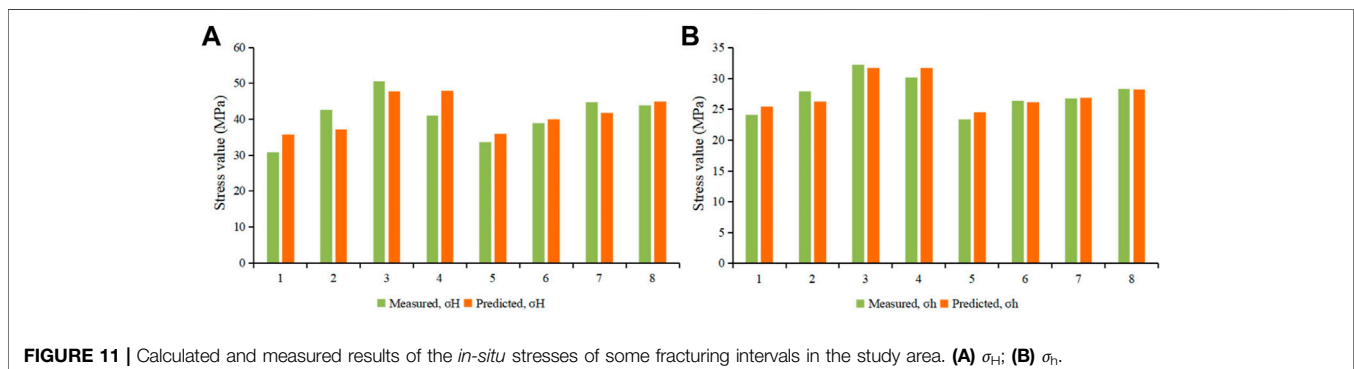 A
B
Stress value (MPa)
60
50
40
30
20
10
0
1 2 3 4 5 6 7 8
Measured, σH Predicted, σH
Stress value (MPa)
35
30
25
20
15
10
5
0
1 2 3 4 5 6 7 8
Measured, σh Predicted, σh
FIGURE 11 | Calculated and measured results of the in-situ stresses of some fracturing intervals in the study area. (A) σH; (B) σh.